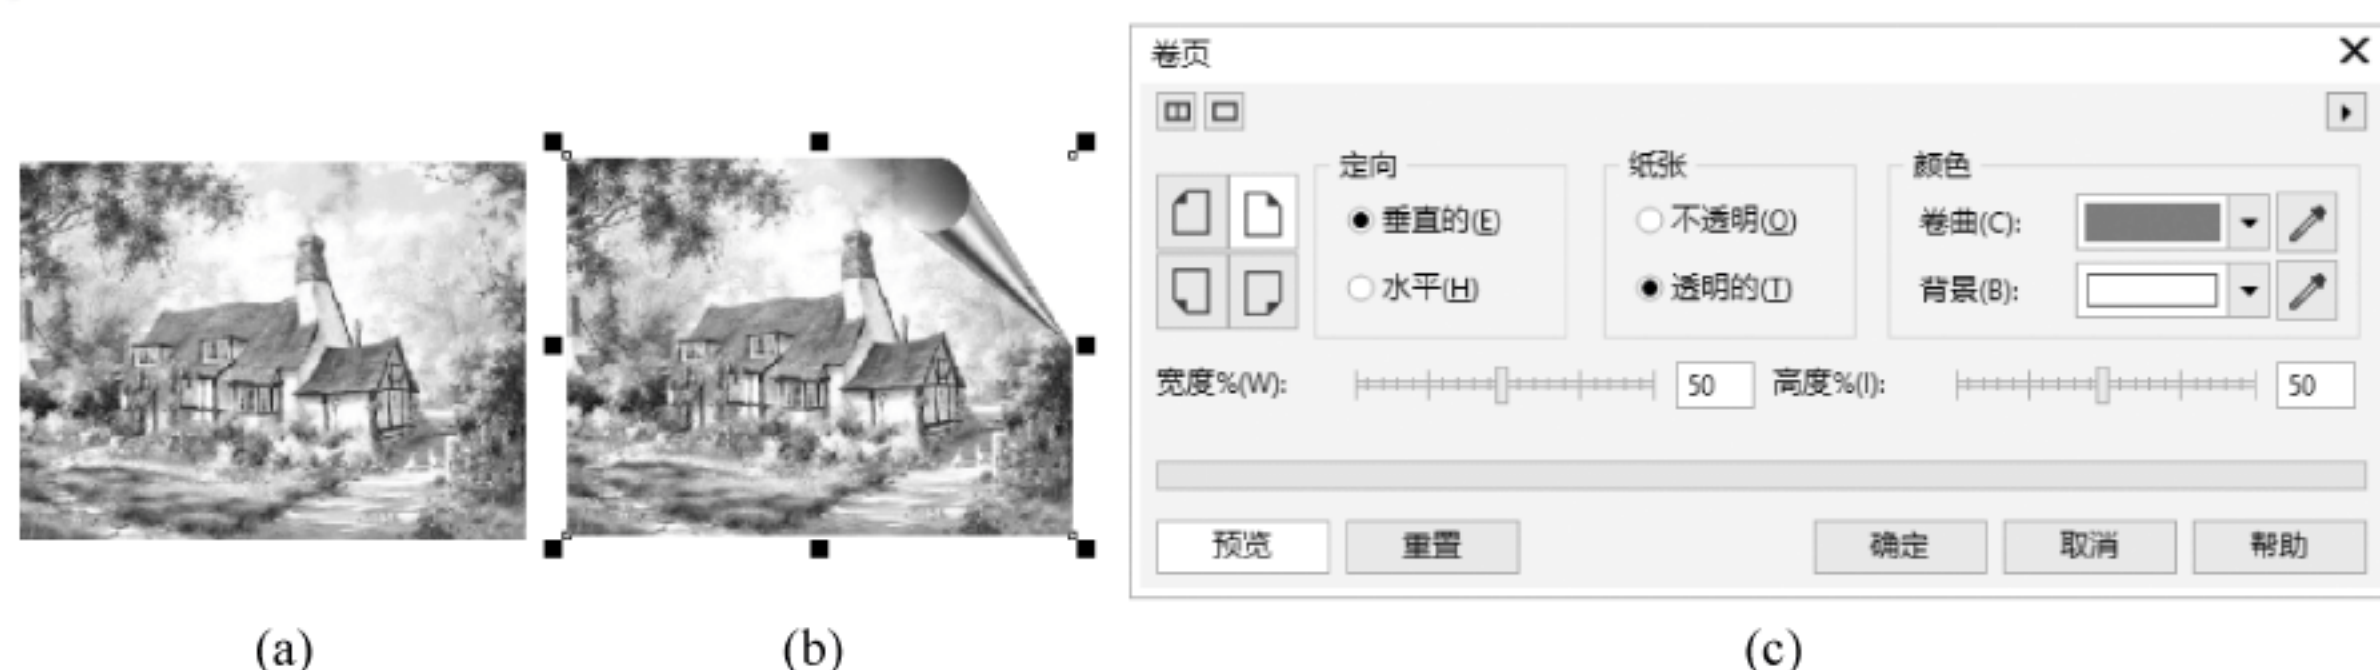 卷页
定向
纸张
颜色
垂直的(E)
不透明(O)
卷曲(C):
水平(H)
透明的(T)
背景(B):
宽度%(W):
50
高度%(I):
50
预览
重置
确定
取消
帮助
(a)
(b)
(c)